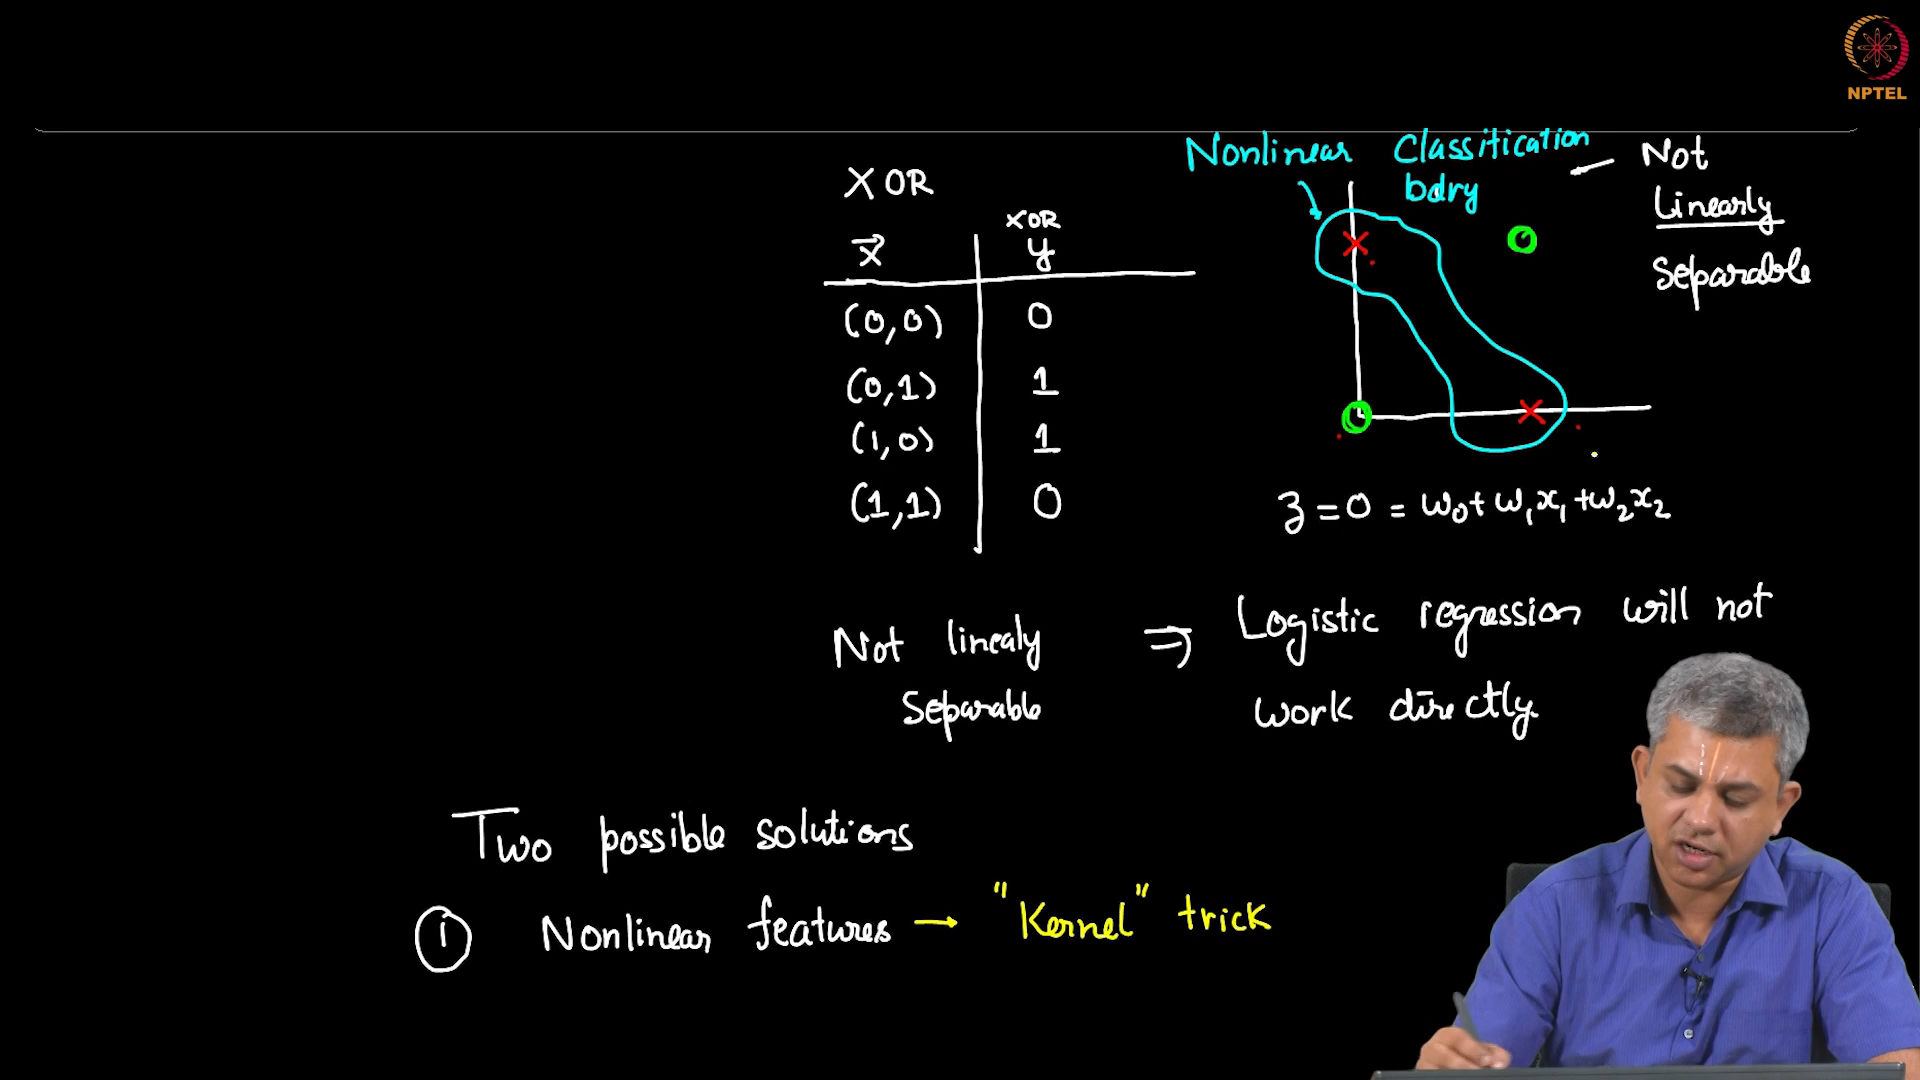 NPTEL
XOR
x⃗ XOR y
(0,0) 0
(0,1) 1
(1,0) 1
(1,1) 0
Nonlinear Classification
bdry
Not
Linearly
Separable
z = 0 = w₀ + w₁x₁ + w₂x₂
Not linealy
Separable
⇒ Logistic regression will not
work directly.
Two possible solutions
① Nonlinear features → "Kernel" trick